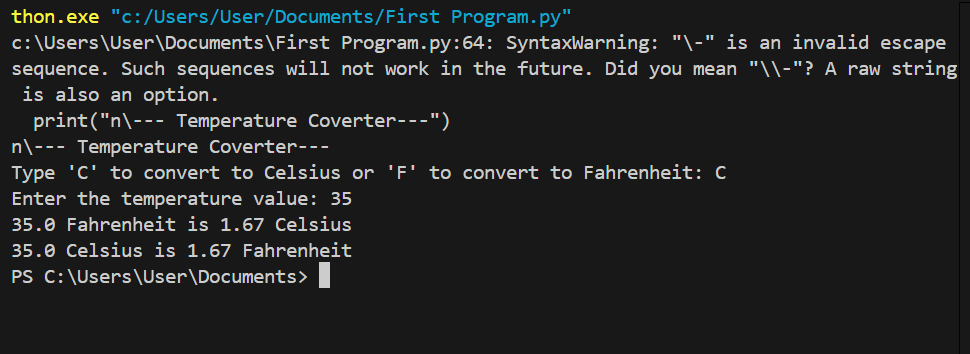 thon.exe "c:/Users/User/Documents/First Program.py"
c:\Users\User\Documents\First Program.py:64: SyntaxWarning: "\-" is an invalid escape
sequence. Such sequences will not work in the future. Did you mean "\\-"? A raw string
 is also an option.
  print("n\--- Temperature Coverter---")
n\--- Temperature Coverter---
Type 'C' to convert to Celsius or 'F' to convert to Fahrenheit: C
Enter the temperature value: 35
35.0 Fahrenheit is 1.67 Celsius
35.0 Celsius is 1.67 Fahrenheit
PS C:\Users\User\Documents>